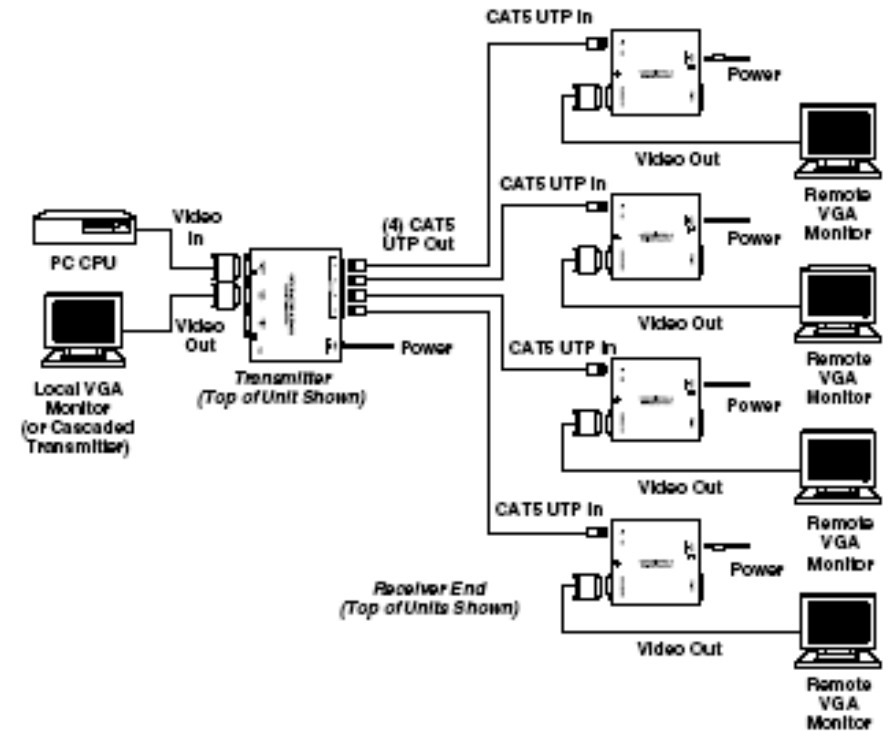 CAT5 UTP In
Power
Video Out
Remote
VGA
Monitor
CAT5 UTP In
Power
Video Out
Remote
VGA
Monitor
CAT5 UTP In
Power
Video Out
Remote
VGA
Monitor
CAT5 UTP In
Power
Video Out
Remote
VGA
Monitor
Video
In
PC CPU
(4) CAT5
UTP Out
Video
Out
Power
Local VGA
Monitor
(or Cascaded
Transmitter)
Transmitter
(Top of Unit Shown)
Receiver End
(Top of Units Shown)